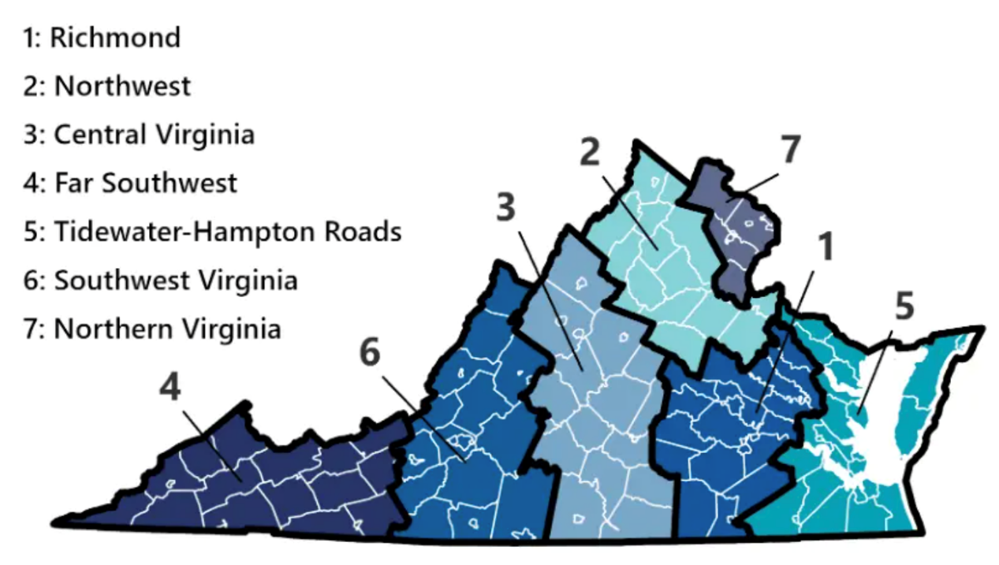 1: Richmond
2: Northwest
3: Central Virginia
4: Far Southwest
5: Tidewater-Hampton Roads
6: Southwest Virginia
7: Northern Virginia
2
7
3
1
5
6
4